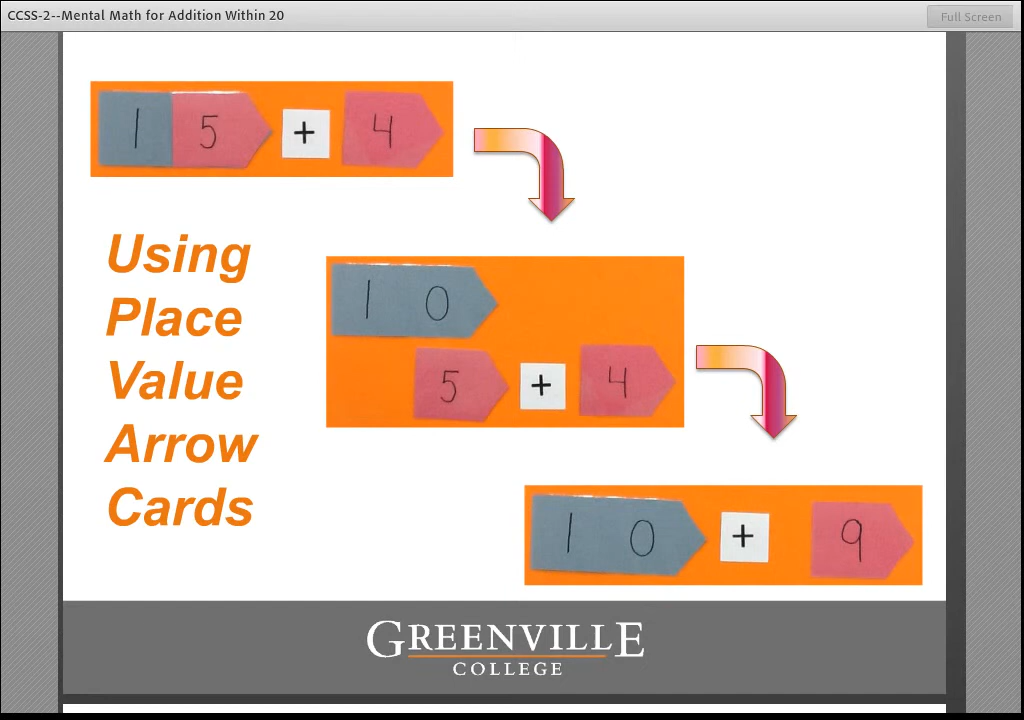 CCSS-2--Mental Math for Addition Within 20
Full Screen
1 5 + 4
Using
Place
Value
Arrow
Cards
1 0
5 + 4
1 0 + 9
GREENVILLE
COLLEGE